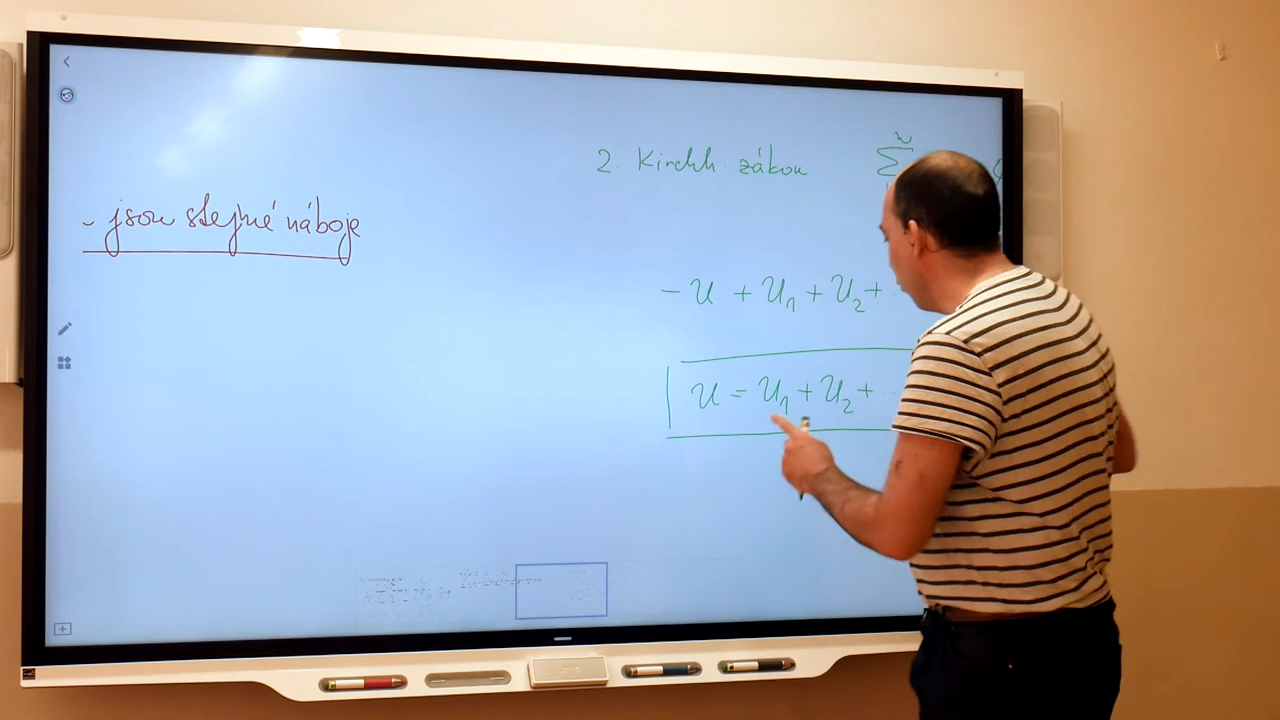 2. Kirchh. zákon
- jsou stejné náboje
- U + U₁ + U₂ + ..
U = U₁ + U₂ + ..